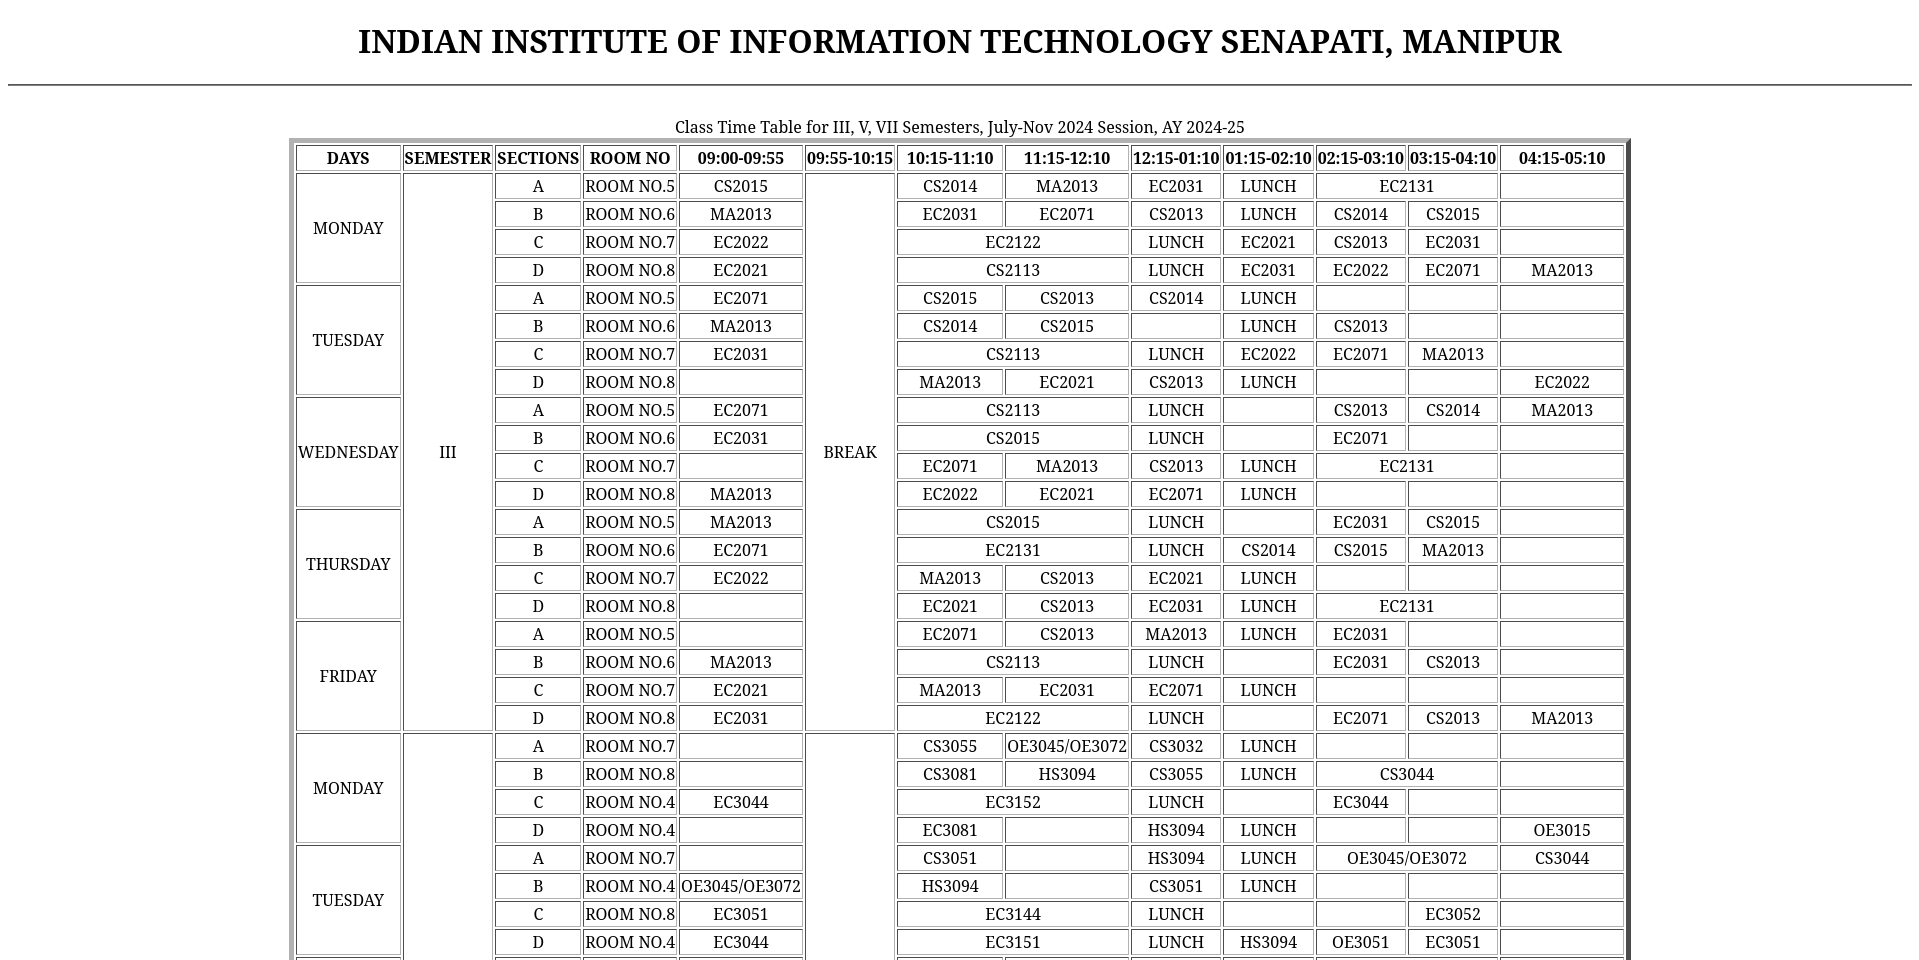 INDIAN INSTITUTE OF INFORMATION TECHNOLOGY SENAPATI, MANIPUR
Class Time Table for III, V, VII Semesters, July-Nov 2024 Session, AY 2024-25
DAYS SEMESTER SECTIONS ROOM NO 09:00-09:55 09:55-10:15 10:15-11:10 11:15-12:10 12:15-01:10 01:15-02:10 02:15-03:10 03:15-04:10 04:15-05:10
MONDAY III A ROOM NO.5 CS2015 BREAK CS2014 MA2013 EC2031 LUNCH EC2131
B ROOM NO.6 MA2013 EC2031 EC2071 CS2013 LUNCH CS2014 CS2015
C ROOM NO.7 EC2022 EC2122 LUNCH EC2021 CS2013 EC2031
D ROOM NO.8 EC2021 CS2113 LUNCH EC2031 EC2022 EC2071 MA2013
TUESDAY A ROOM NO.5 EC2071 CS2015 CS2013 CS2014 LUNCH
B ROOM NO.6 MA2013 CS2014 CS2015 LUNCH CS2013
C ROOM NO.7 EC2031 CS2113 LUNCH EC2022 EC2071 MA2013
D ROOM NO.8 MA2013 EC2021 CS2013 LUNCH EC2022
WEDNESDAY A ROOM NO.5 EC2071 CS2113 LUNCH CS2013 CS2014 MA2013
B ROOM NO.6 EC2031 CS2015 LUNCH EC2071
C ROOM NO.7 EC2071 MA2013 CS2013 LUNCH EC2131
D ROOM NO.8 MA2013 EC2022 EC2021 EC2071 LUNCH
THURSDAY A ROOM NO.5 MA2013 CS2015 LUNCH EC2031 CS2015
B ROOM NO.6 EC2071 EC2131 LUNCH CS2014 CS2015 MA2013
C ROOM NO.7 EC2022 MA2013 CS2013 EC2021 LUNCH
D ROOM NO.8 EC2021 CS2013 EC2031 LUNCH EC2131
FRIDAY A ROOM NO.5 EC2071 CS2013 MA2013 LUNCH EC2031
B ROOM NO.6 MA2013 CS2113 LUNCH EC2031 CS2013
C ROOM NO.7 EC2021 MA2013 EC2031 EC2071 LUNCH
D ROOM NO.8 EC2031 EC2122 LUNCH EC2071 CS2013 MA2013
MONDAY A ROOM NO.7 CS3055 OE3045/OE3072 CS3032 LUNCH
B ROOM NO.8 CS3081 HS3094 CS3055 LUNCH CS3044
C ROOM NO.4 EC3044 EC3152 LUNCH EC3044
D ROOM NO.4 EC3081 HS3094 LUNCH OE3015
TUESDAY A ROOM NO.7 CS3051 HS3094 LUNCH OE3045/OE3072 CS3044
B ROOM NO.4 OE3045/OE3072 HS3094 CS3051 LUNCH
C ROOM NO.8 EC3051 EC3144 LUNCH EC3052
D ROOM NO.4 EC3044 EC3151 LUNCH HS3094 OE3051 EC3051